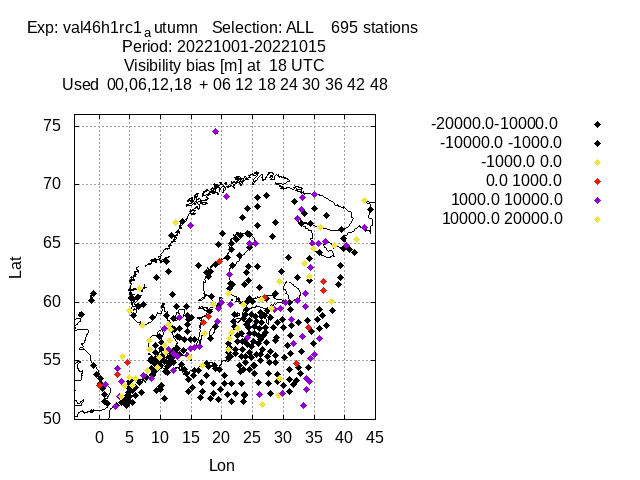 Exp: val46h1rc1a utumn Selection: ALL 695 stations
Period: 20221001-20221015
Visibility bias [m] at 18 UTC
Used 00,06,12,18 + 06 12 18 24 30 36 42 48
-20000.0-10000.0
-10000.0 -1000.0
-1000.0 0.0
0.0 1000.0
1000.0 10000.0
10000.0 20000.0
75
70
65
60
55
50
Lat
0 5 10 15 20 25 30 35 40 45
Lon